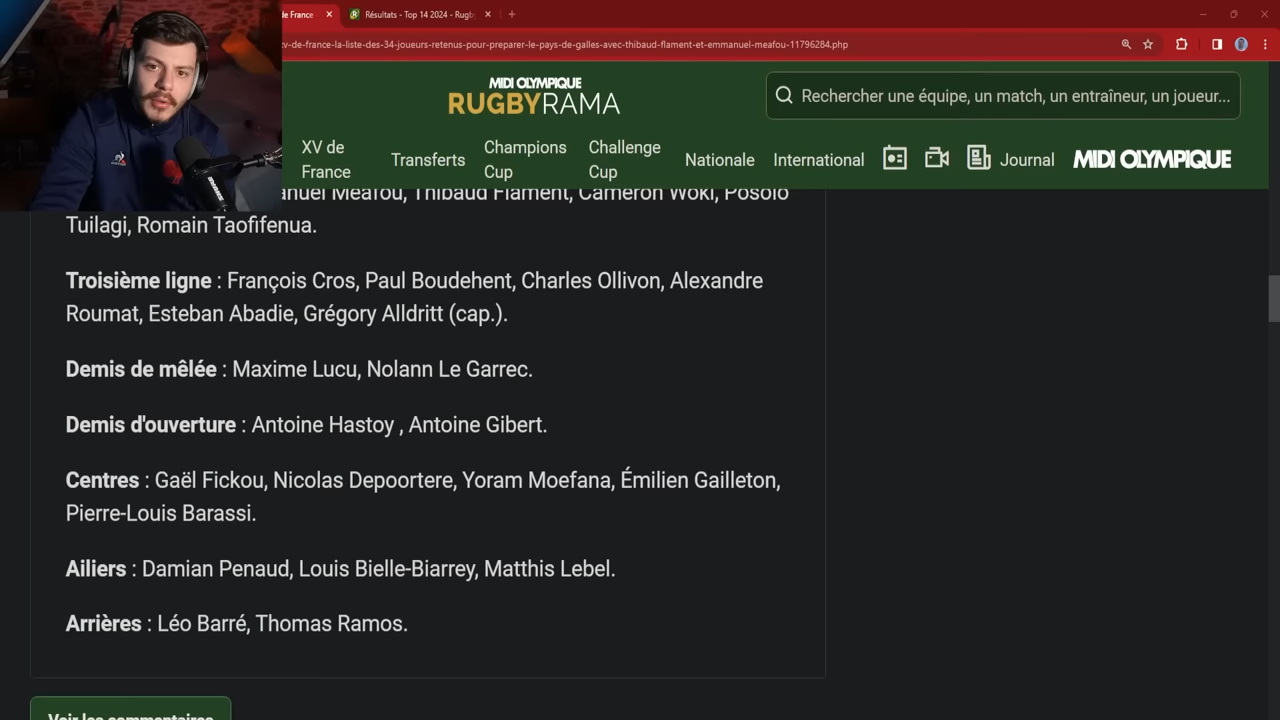 de France
Résultats - Top 14 2024 - Rugby
tv-de-france-la-liste-des-34-joueurs-retenus-pour-preparer-le-pays-de-galles-avec-thibaud-flament-et-emmanuel-meafou-11796284.php
MIDI OLYMPIQUE
RUGBYRAMA
Rechercher une équipe, un match, un entraîneur, un joueur...
XV de France
Transferts
Champions Cup
Challenge Cup
Nationale
International
Journal
MIDI OLYMPIQUE
Meafou, Thibaud Flament, Cameron Woki, Posolo
Tuilagi, Romain Taofifenua.
Troisième ligne : François Cros, Paul Boudehent, Charles Ollivon, Alexandre
Roumat, Esteban Abadie, Grégory Alldritt (cap.).
Demis de mêlée : Maxime Lucu, Nolann Le Garrec.
Demis d'ouverture : Antoine Hastoy , Antoine Gibert.
Centres : Gaël Fickou, Nicolas Depoortere, Yoram Moefana, Émilien Gailleton,
Pierre-Louis Barassi.
Ailiers : Damian Penaud, Louis Bielle-Biarrey, Matthis Lebel.
Arrières : Léo Barré, Thomas Ramos.
Voir les commentaires